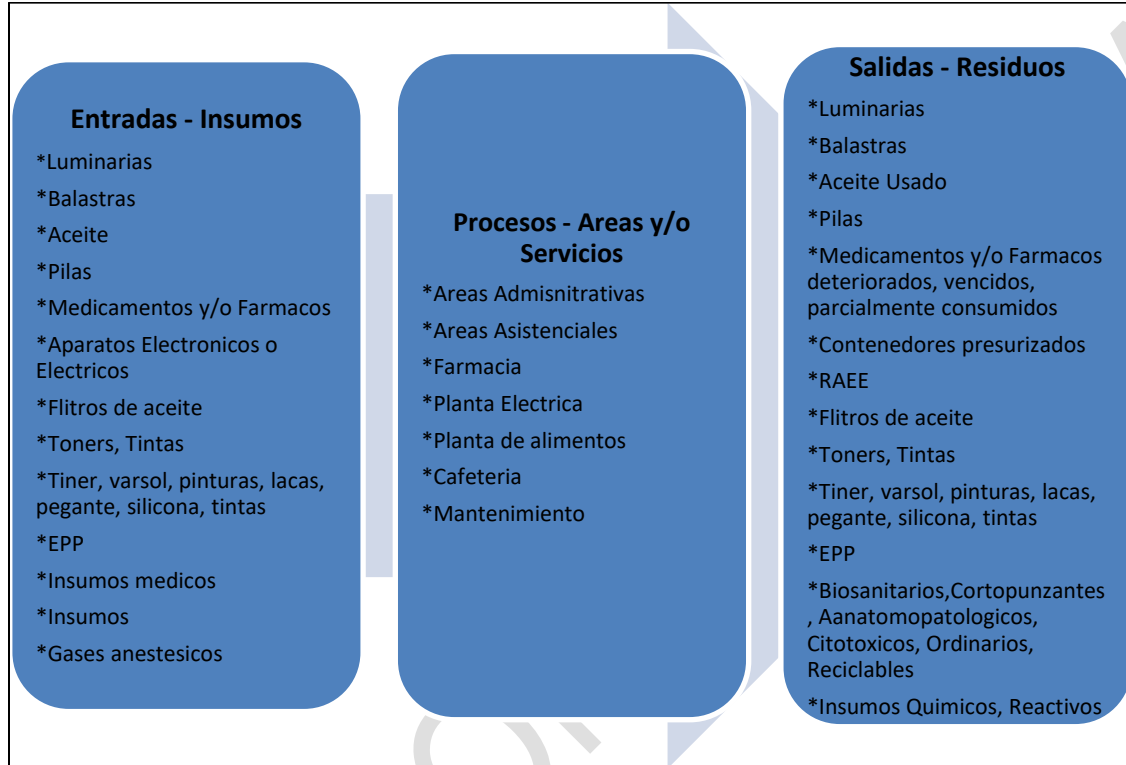 Entradas - Insumos
*Luminarias
*Balastras
*Aceite
*Pilas
*Medicamentos y/o Farmacos
*Aparatos Electronicos o
Electricos
*Flitros de aceite
*Toners, Tintas
*Tiner, varsol, pinturas, lacas,
pegante, silicona, tintas
*EPP
*Insumos medicos
*Insumos
*Gases anestesicos
Procesos - Areas y/o
Servicios
*Areas Admisnitrativas
*Areas Asistenciales
*Farmacia
*Planta Electrica
*Planta de alimentos
*Cafeteria
*Mantenimiento
Salidas - Residuos
*Luminarias
*Balastras
*Aceite Usado
*Pilas
*Medicamentos y/o Farmacos
deteriorados, vencidos,
parcialmente consumidos
*Contenedores presurizados
*RAEE
*Flitros de aceite
*Toners, Tintas
*Tiner, varsol, pinturas, lacas,
pegante, silicona, tintas
*EPP
*Biosanitarios,Cortopunzantes
, Aanatomopatologicos,
Citotoxicos, Ordinarios,
Reciclables
*Insumos Quimicos, Reactivos